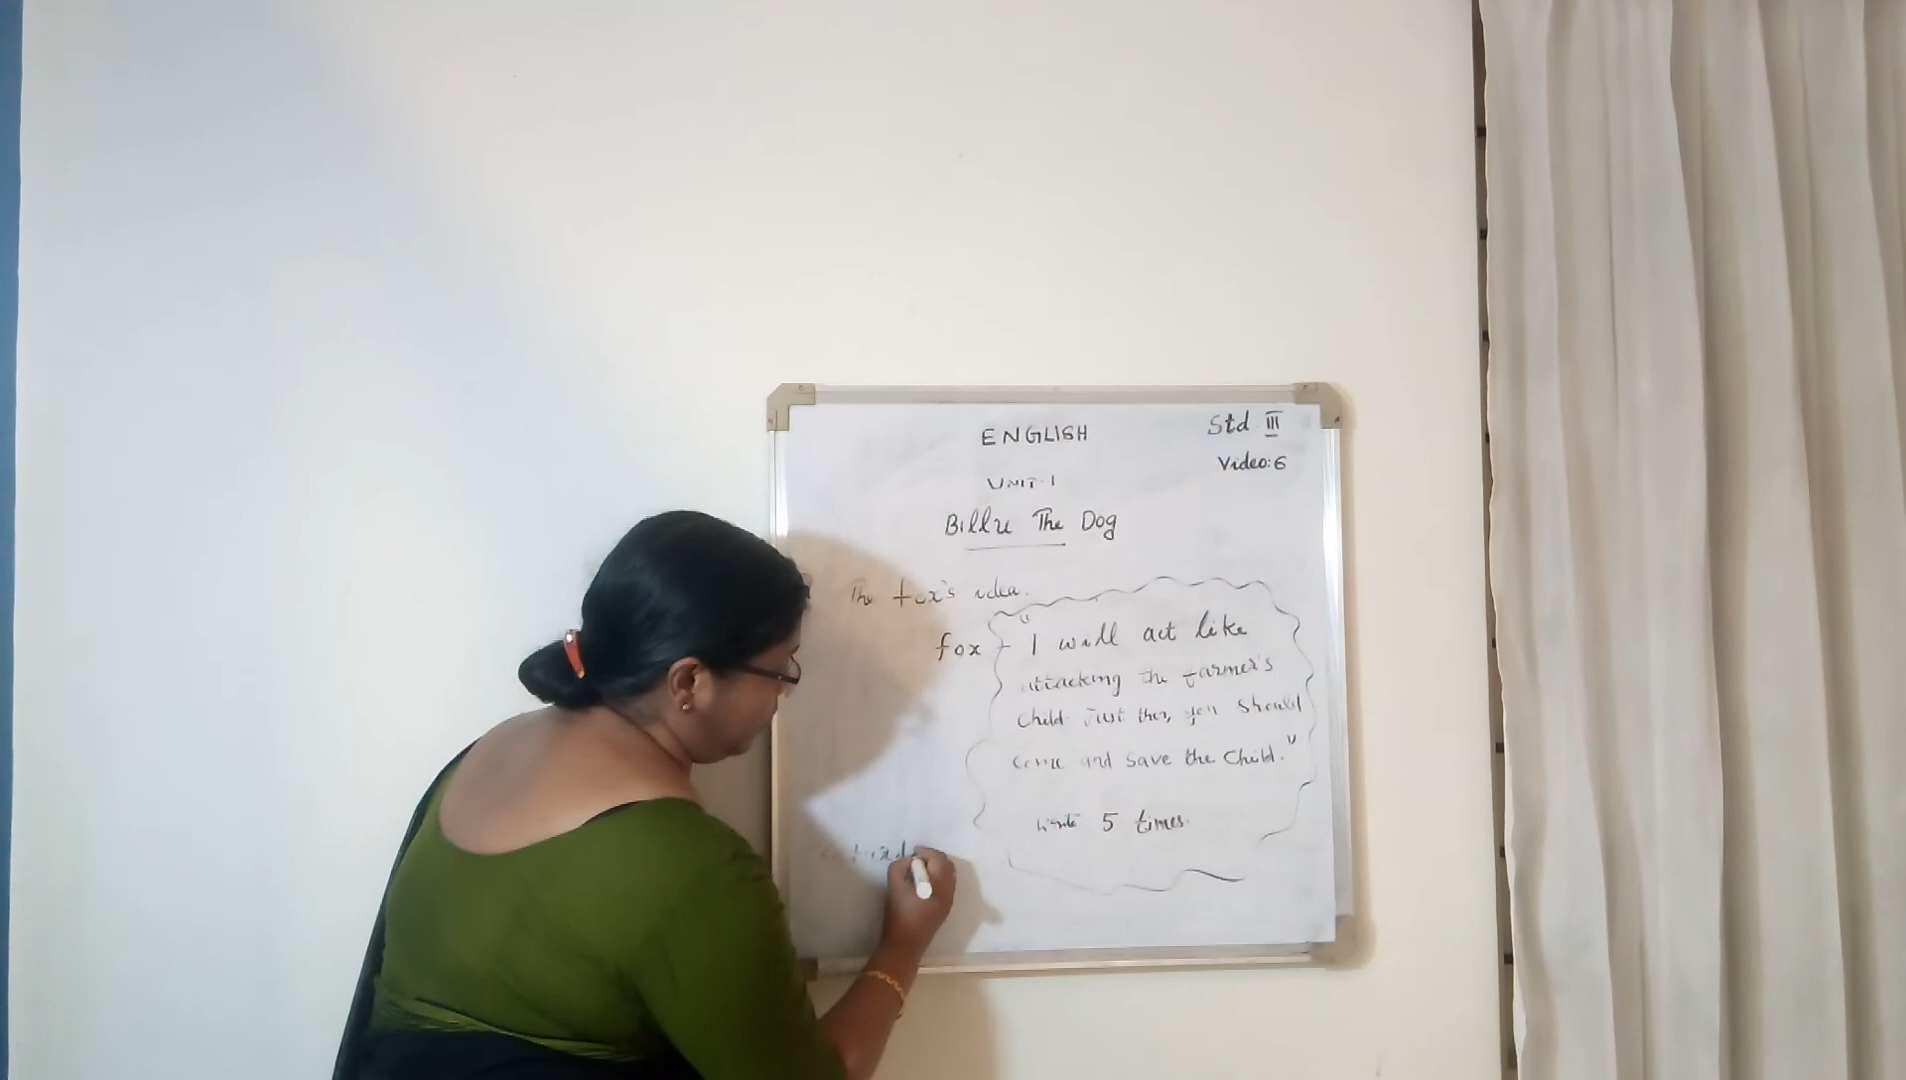 ENGLISH
Std III
Video:6
UNIT-1
Billu The Dog
The fox's idea.
fox - "I will act like
attacking the farmer's
child. Just then, you should
come and save the child."
Write 5 times.